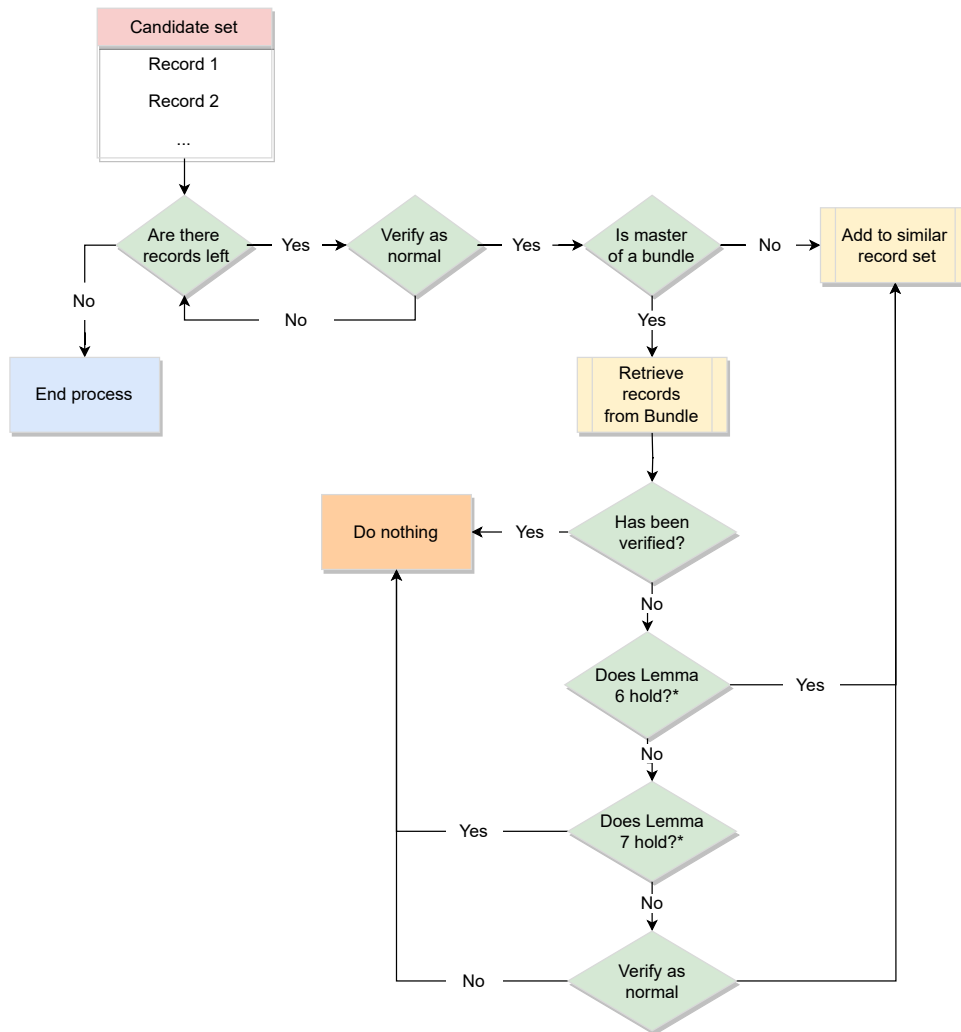 Candidate set
Record 1
Record 2
...
Are there
records left
Yes
Verify as
normal
Yes
Is master
of a bundle
No
Add to similar
record set
No
No
Yes
End process
Retrieve
records
from Bundle
Do nothing
Yes
Has been
verified?
No
Does Lemma
6 hold?*
Yes
No
Yes
Does Lemma
7 hold?*
No
No
Verify as
normal